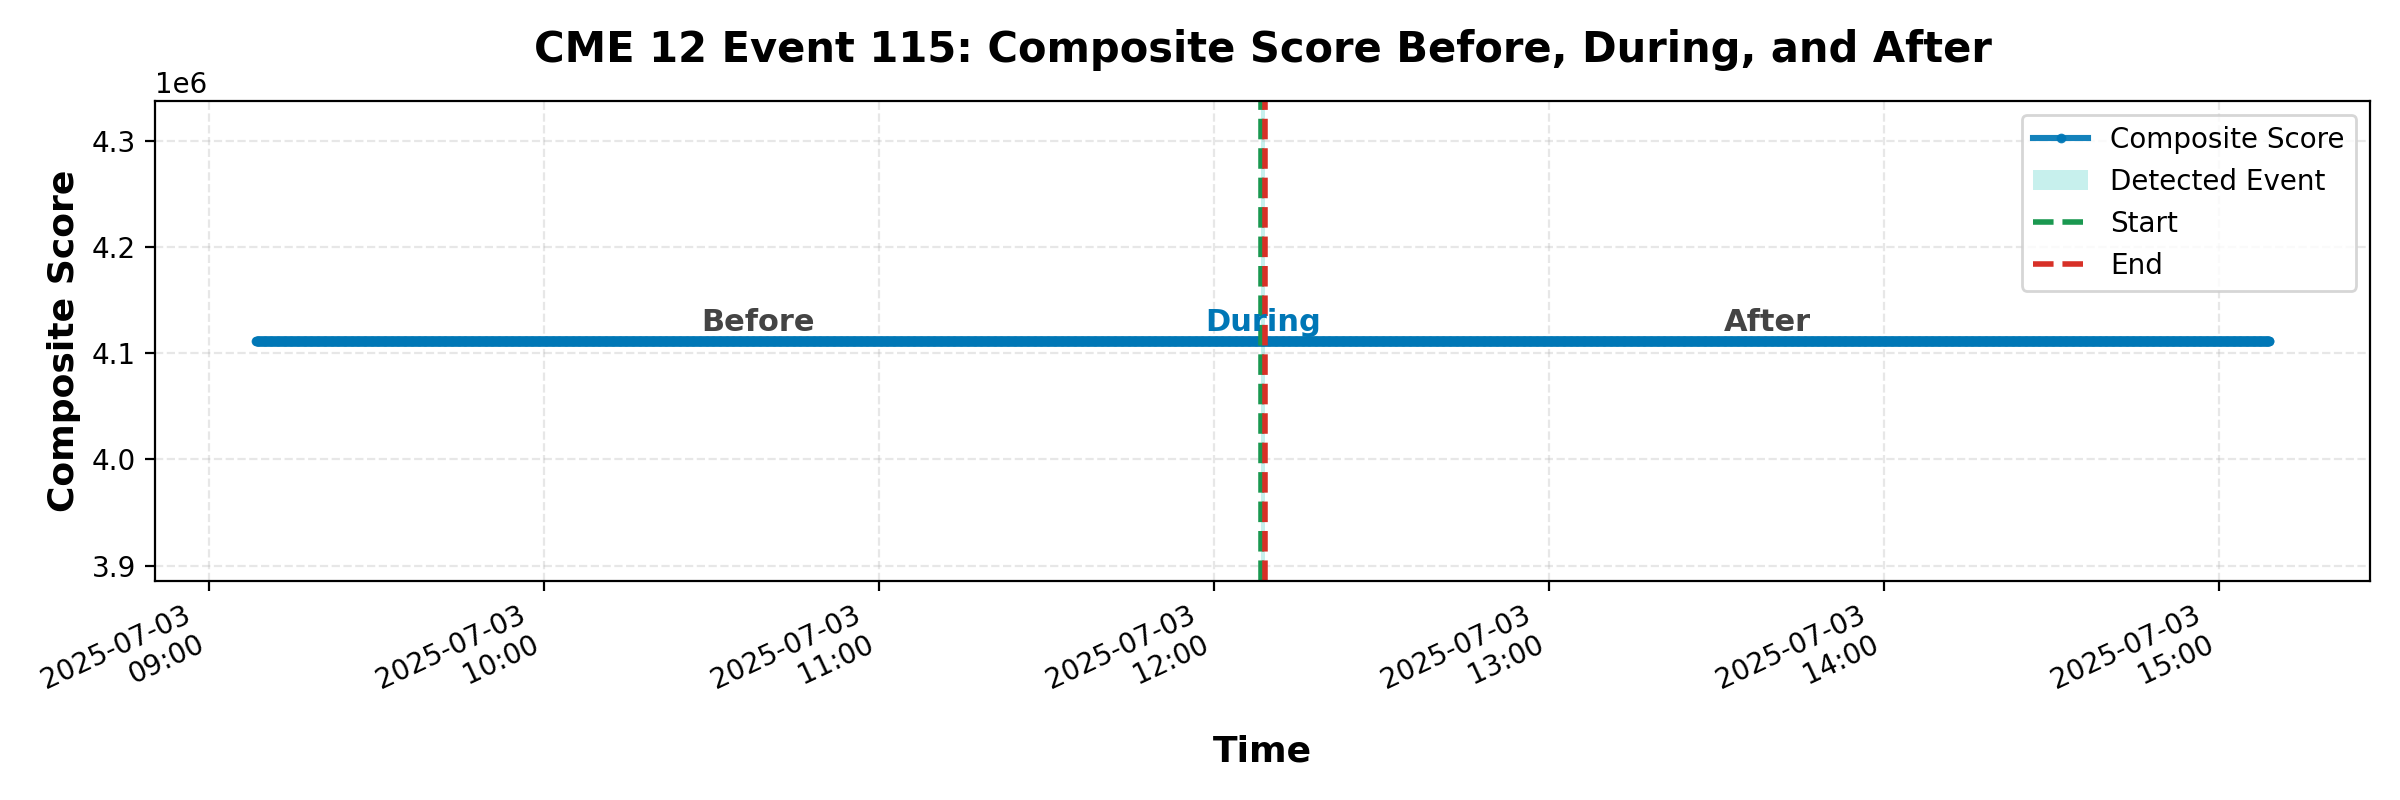 CME 12 Event 115: Composite Score Before, During, and After
1e6
4.3
4.2
4.1
4.0
3.9
Composite Score
Composite Score
Detected Event
Start
End
Before
During
After
2025-07-03
09:00
2025-07-03
10:00
2025-07-03
11:00
2025-07-03
12:00
2025-07-03
13:00
2025-07-03
14:00
2025-07-03
15:00
Time